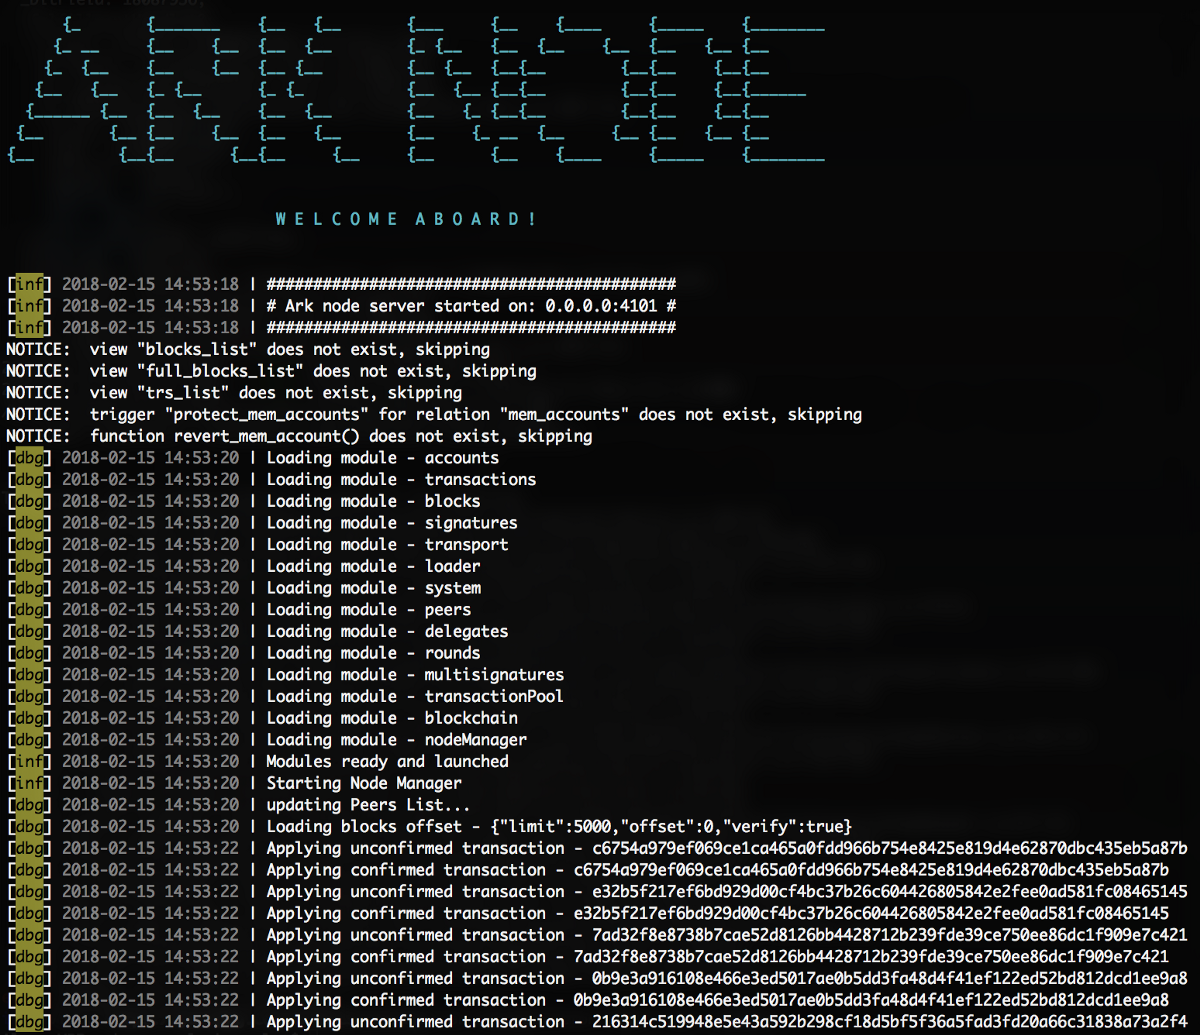 ARK NODE
WELCOME ABOARD!
[inf] 2018-02-15 14:53:18 | ############################################
[inf] 2018-02-15 14:53:18 | # Ark node server started on: 0.0.0.0:4101 #
[inf] 2018-02-15 14:53:18 | ############################################
NOTICE:  view "blocks_list" does not exist, skipping
NOTICE:  view "full_blocks_list" does not exist, skipping
NOTICE:  view "trs_list" does not exist, skipping
NOTICE:  trigger "protect_mem_accounts" for relation "mem_accounts" does not exist, skipping
NOTICE:  function revert_mem_account() does not exist, skipping
[dbg] 2018-02-15 14:53:20 | Loading module - accounts
[dbg] 2018-02-15 14:53:20 | Loading module - transactions
[dbg] 2018-02-15 14:53:20 | Loading module - blocks
[dbg] 2018-02-15 14:53:20 | Loading module - signatures
[dbg] 2018-02-15 14:53:20 | Loading module - transport
[dbg] 2018-02-15 14:53:20 | Loading module - loader
[dbg] 2018-02-15 14:53:20 | Loading module - system
[dbg] 2018-02-15 14:53:20 | Loading module - peers
[dbg] 2018-02-15 14:53:20 | Loading module - delegates
[dbg] 2018-02-15 14:53:20 | Loading module - rounds
[dbg] 2018-02-15 14:53:20 | Loading module - multisignatures
[dbg] 2018-02-15 14:53:20 | Loading module - transactionPool
[dbg] 2018-02-15 14:53:20 | Loading module - blockchain
[dbg] 2018-02-15 14:53:20 | Loading module - nodeManager
[inf] 2018-02-15 14:53:20 | Modules ready and launched
[inf] 2018-02-15 14:53:20 | Starting Node Manager
[dbg] 2018-02-15 14:53:20 | updating Peers List...
[dbg] 2018-02-15 14:53:20 | Loading blocks offset - {"limit":5000,"offset":0,"verify":true}
[dbg] 2018-02-15 14:53:22 | Applying unconfirmed transaction - c6754a979ef069ce1ca465a0fdd966b754e8425e819d4e62870dbc435eb5a87b
[dbg] 2018-02-15 14:53:22 | Applying confirmed transaction - c6754a979ef069ce1ca465a0fdd966b754e8425e819d4e62870dbc435eb5a87b
[dbg] 2018-02-15 14:53:22 | Applying unconfirmed transaction - e32b5f217ef6bd929d00cf4bc37b26c604426805842e2fee0ad581fc08465145
[dbg] 2018-02-15 14:53:22 | Applying confirmed transaction - e32b5f217ef6bd929d00cf4bc37b26c604426805842e2fee0ad581fc08465145
[dbg] 2018-02-15 14:53:22 | Applying unconfirmed transaction - 7ad32f8e8738b7cae52d8126bb4428712b239fde39ce750ee86dc1f909e7c421
[dbg] 2018-02-15 14:53:22 | Applying confirmed transaction - 7ad32f8e8738b7cae52d8126bb4428712b239fde39ce750ee86dc1f909e7c421
[dbg] 2018-02-15 14:53:22 | Applying unconfirmed transaction - 0b9e3a916108e466e3ed5017ae0b5dd3fa48d4f41ef122ed52bd812dcd1ee9a8
[dbg] 2018-02-15 14:53:22 | Applying confirmed transaction - 0b9e3a916108e466e3ed5017ae0b5dd3fa48d4f41ef122ed52bd812dcd1ee9a8
[dbg] 2018-02-15 14:53:22 | Applying unconfirmed transaction - 216314c519948e5e43a592b298cf18d5bf5f36a5fad3fd20a66c31838a73a2f4